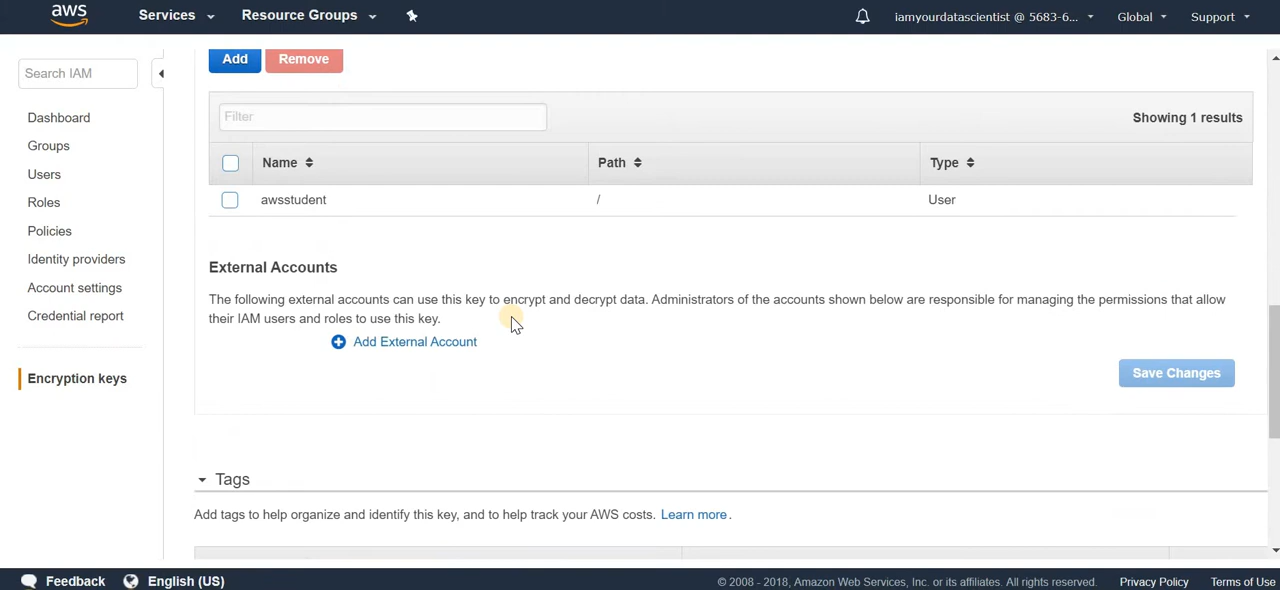 aws
Services
Resource Groups
iamyourdatascientist @ 5683-6...
Global
Support
Search IAM
Dashboard
Groups
Users
Roles
Policies
Identity providers
Account settings
Credential report
Encryption keys
Add
Remove
Filter
Showing 1 results
Name
Path
Type
awsstudent
/
User
External Accounts
The following external accounts can use this key to encrypt and decrypt data. Administrators of the accounts shown below are responsible for managing the permissions that allow
their IAM users and roles to use this key.
Add External Account
Save Changes
Tags
Add tags to help organize and identify this key, and to help track your AWS costs. Learn more.
Feedback
English (US)
© 2008 - 2018, Amazon Web Services, Inc. or its affiliates. All rights reserved.
Privacy Policy
Terms of Use